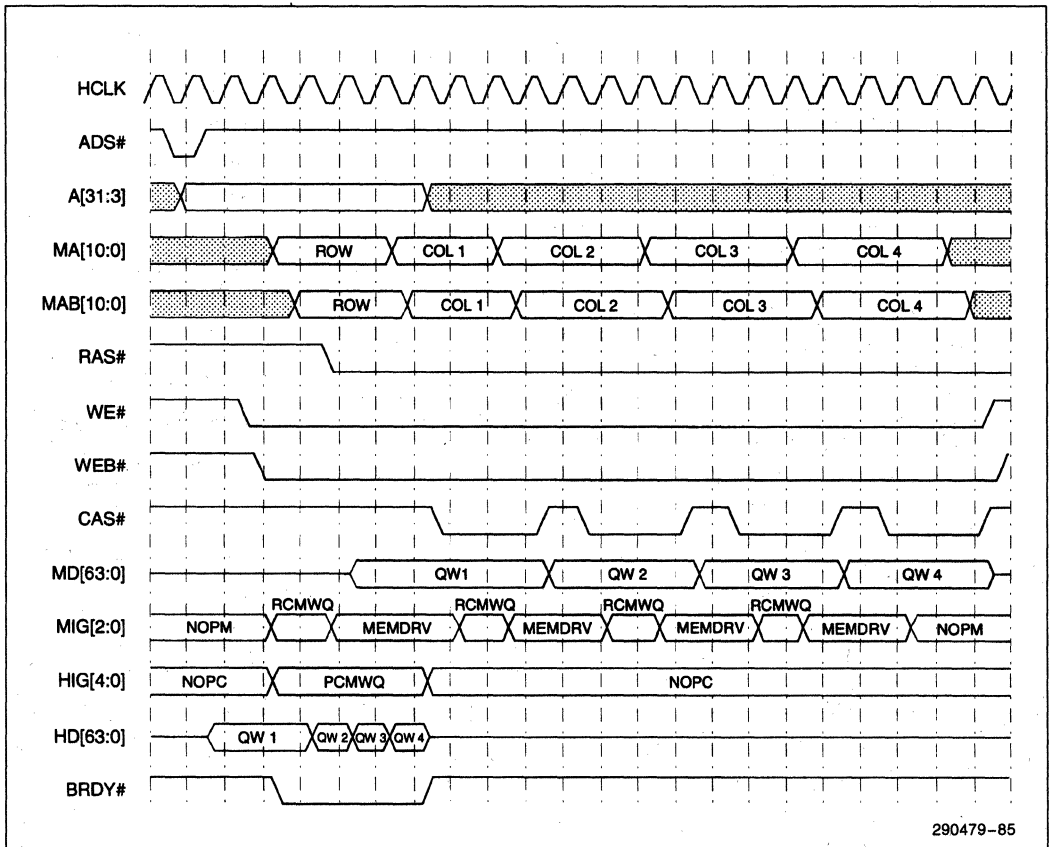 HCLK
ADS#
A[31:3]
MA[10:0] ROW COL 1 COL 2 COL 3 COL 4
MAB[10:0] ROW COL 1 COL 2 COL 3 COL 4
RAS#
WE#
WEB#
CAS#
MD[63:0] QW1 QW 2 QW 3 QW 4
RCMWQ RCMWQ RCMWQ RCMWQ
MIG[2:0] NOPM MEMDRV MEMDRV MEMDRV MEMDRV NOPM
HIG[4:0] NOPC PCMWQ NOPC
HD[63:0] QW 1 QW 2 QW 3 QW 4
BRDY#
290479-85